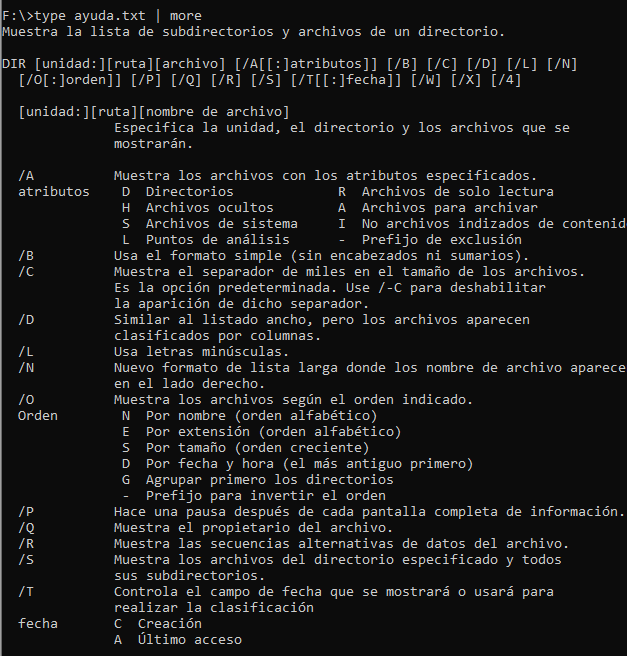 F:\>type ayuda.txt | more
Muestra la lista de subdirectorios y archivos de un directorio.

DIR [unidad:][ruta][archivo] [/A[[:]atributos]] [/B] [/C] [/D] [/L] [/N]
  [/O[:]orden]] [/P] [/Q] [/R] [/S] [/T[[:]fecha]] [/W] [/X] [/4]

  [unidad:][ruta][nombre de archivo]
              Especifica la unidad, el directorio y los archivos que se
              mostrarán.

  /A          Muestra los archivos con los atributos especificados.
  atributos    D  Directorios             R  Archivos de solo lectura
               H  Archivos ocultos        A  Archivos para archivar
               S  Archivos de sistema     I  No archivos indizados de contenid
               L  Puntos de análisis      -  Prefijo de exclusión
  /B          Usa el formato simple (sin encabezados ni sumarios).
  /C          Muestra el separador de miles en el tamaño de los archivos.
              Es la opción predeterminada. Use /-C para deshabilitar
              la aparición de dicho separador.
  /D          Similar al listado ancho, pero los archivos aparecen
              clasificados por columnas.
  /L          Usa letras minúsculas.
  /N          Nuevo formato de lista larga donde los nombre de archivo aparece
              en el lado derecho.
  /O          Muestra los archivos según el orden indicado.
  Orden        N  Por nombre (orden alfabético)
               E  Por extensión (orden alfabético)
               S  Por tamaño (orden creciente)
               D  Por fecha y hora (el más antiguo primero)
               G  Agrupar primero los directorios
               -  Prefijo para invertir el orden
  /P          Hace una pausa después de cada pantalla completa de información.
  /Q          Muestra el propietario del archivo.
  /R          Muestra las secuencias alternativas de datos del archivo.
  /S          Muestra los archivos del directorio especificado y todos
              sus subdirectorios.
  /T          Controla el campo de fecha que se mostrará o usará para
              realizar la clasificación
  fecha       C  Creación
              A  Último acceso